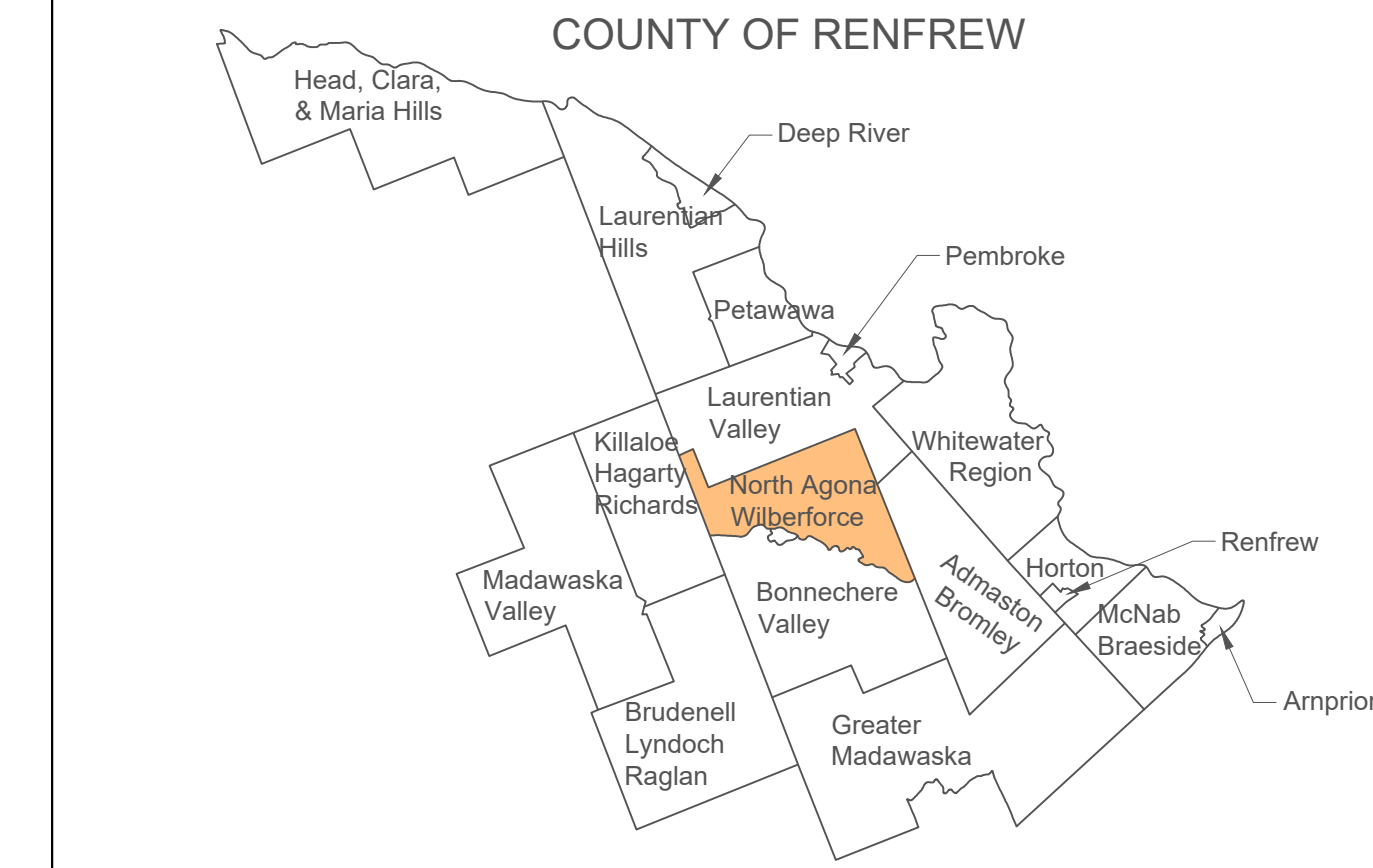 COUNTY OF RENFREW
Head, Clara,
& Maria Hills
Deep River
Laurentian
Hills
Pembroke
Petawawa
Laurentian
Valley
Killaloe
Hagarty
Richards
Whitewater
Region
North Agona
Wilberforce
Renfrew
Horton
Admaston
Bromley
Madawaska
Valley
Bonnechere
Valley
McNab
Braeside
Arnprior
Brudenell
Lyndoch
Raglan
Greater
Madawaska